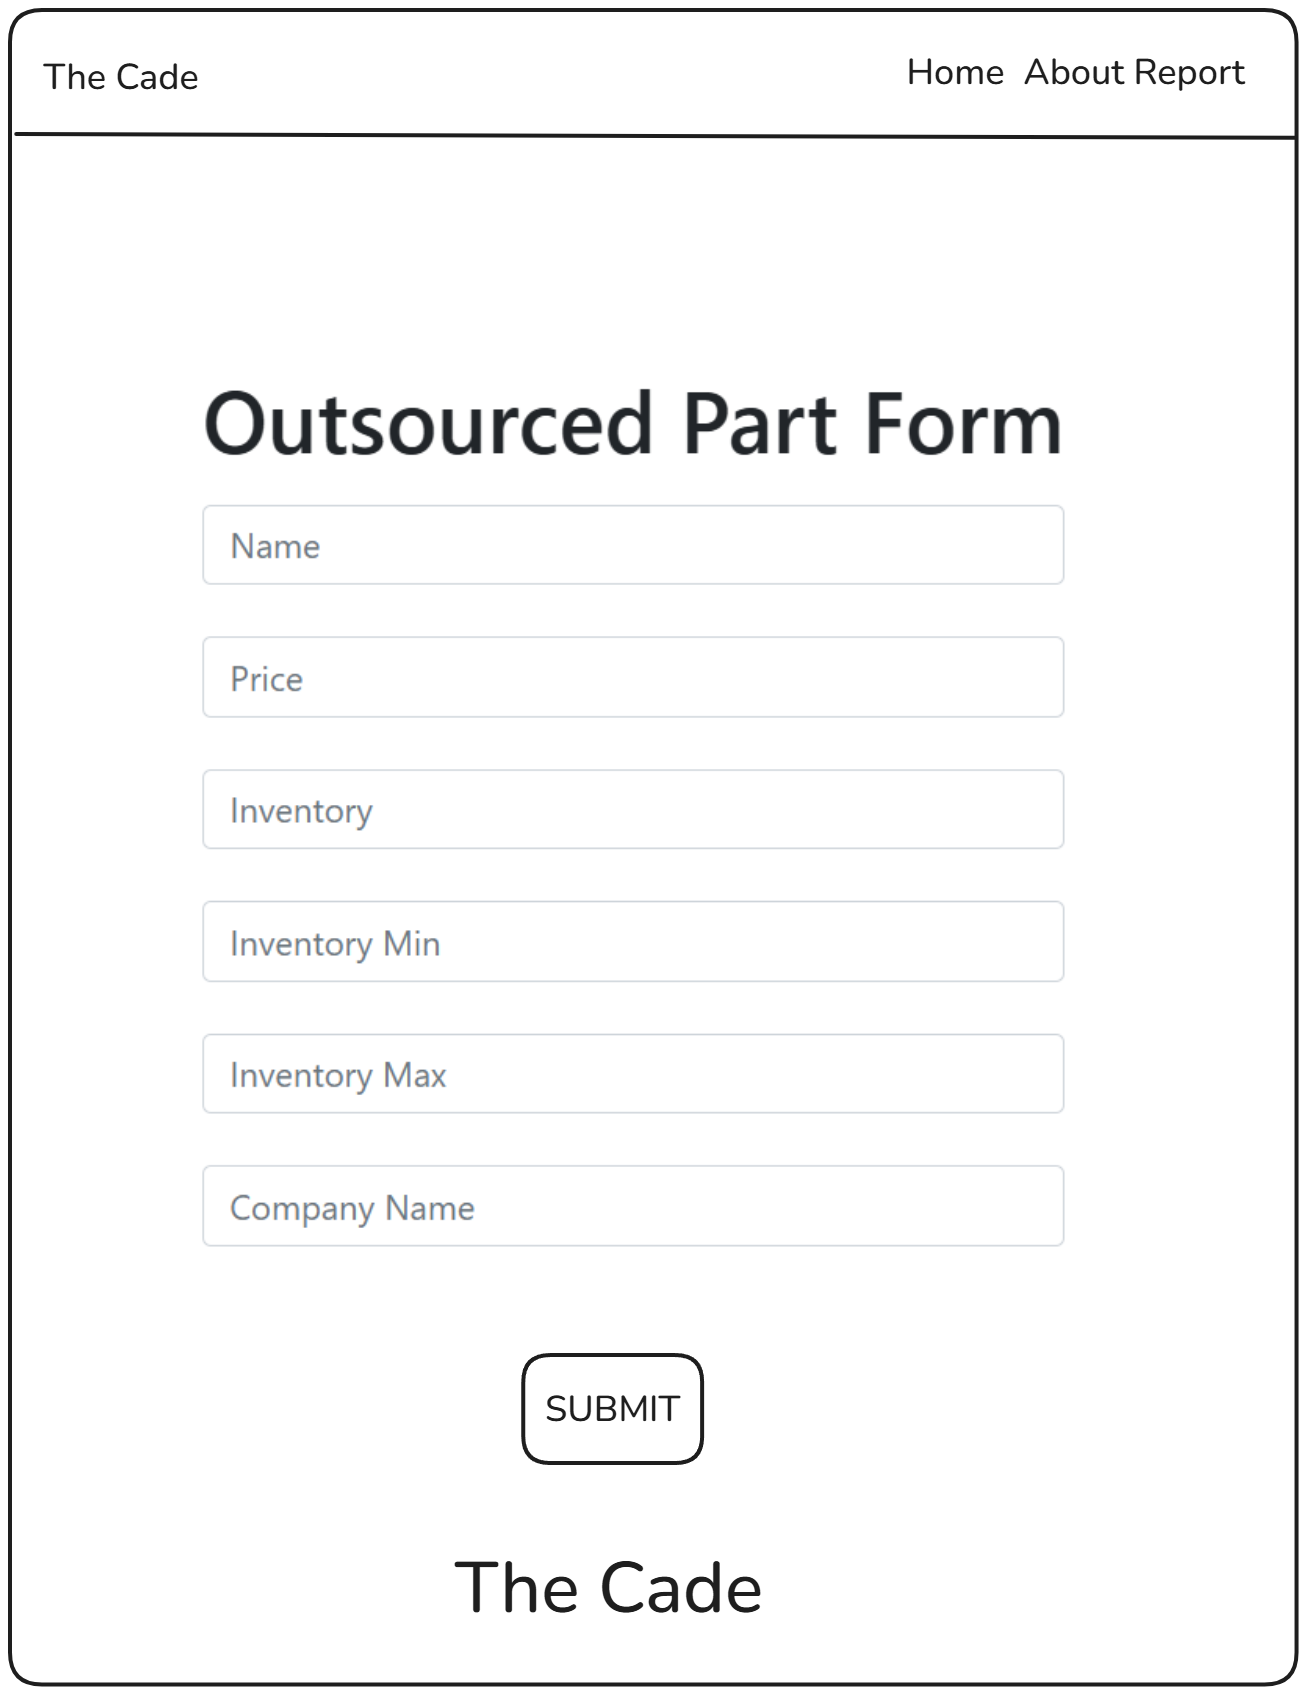 The Cade
Home About Report
Outsourced Part Form
Name
Price
Inventory
Inventory Min
Inventory Max
Company Name
SUBMIT
The Cade